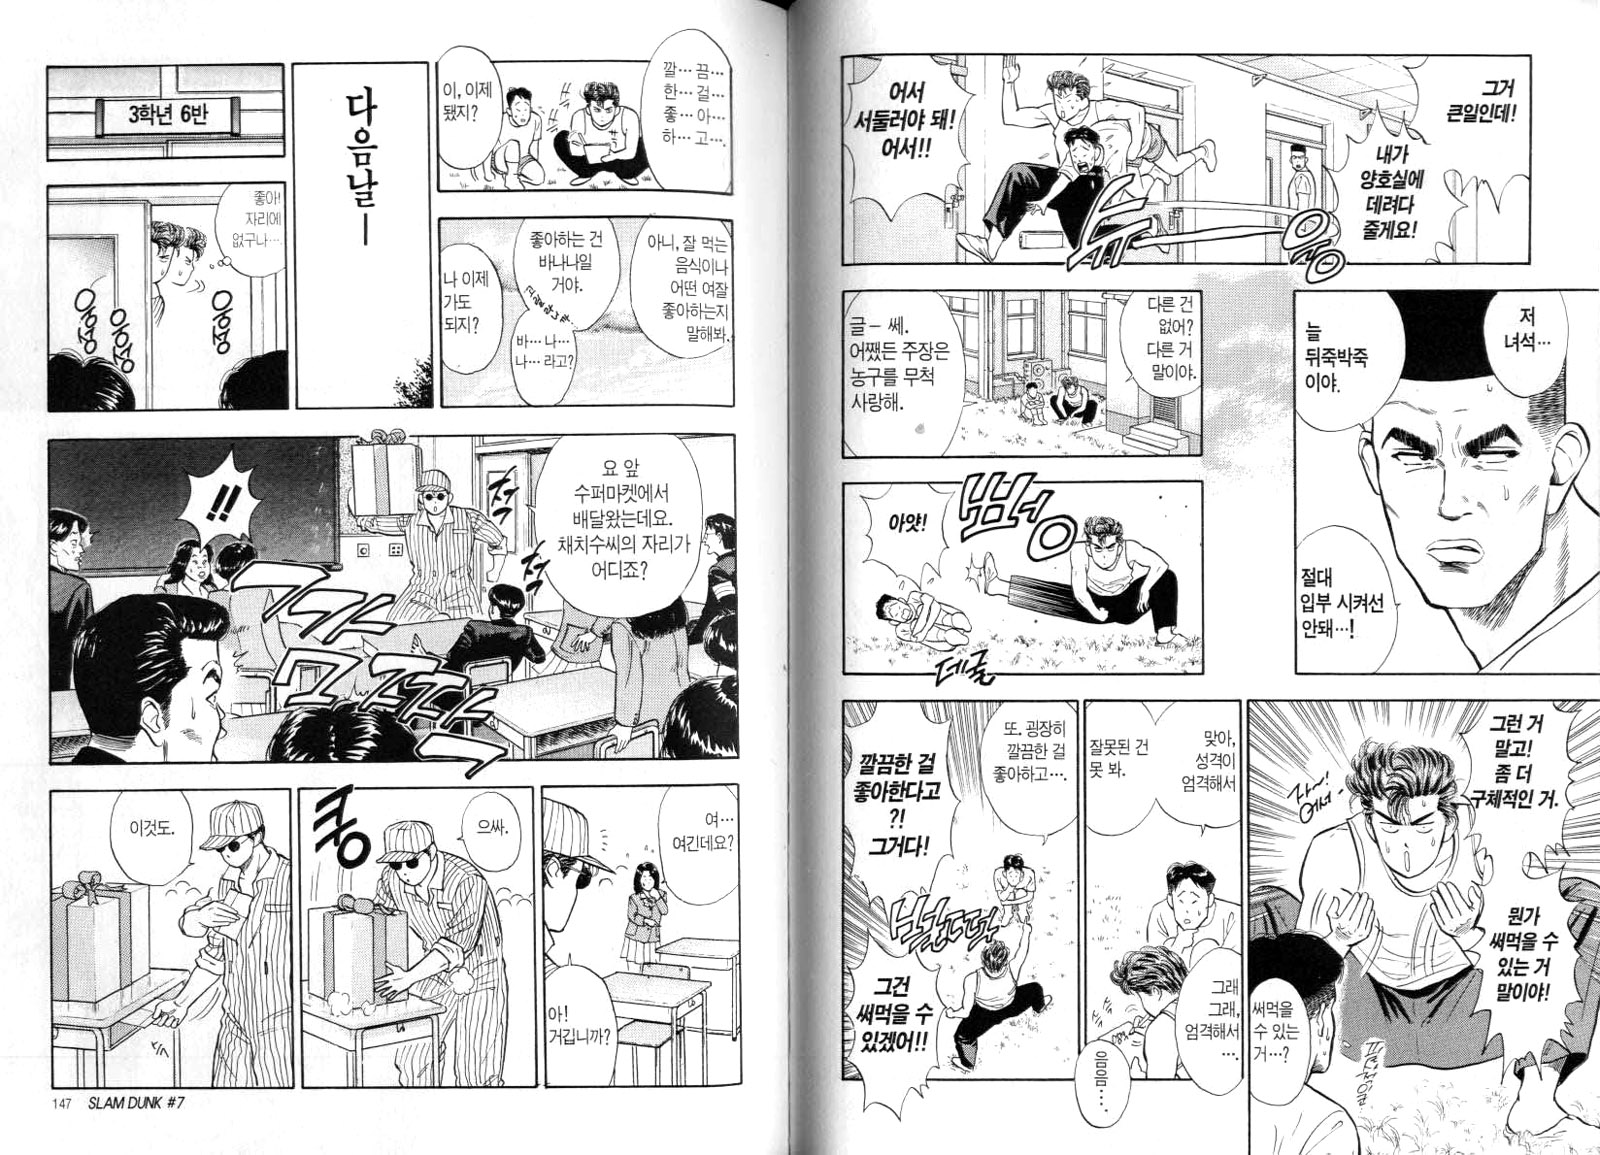 그거
큰일인데!
내가
양호실에
데려다
줄게요!
어서
서둘러야 돼!
어서!!
저
녀석…
늘
뒤죽박죽
이야.
절대
입부 시켜선
안돼…!
다른 건
없어?
다른 거
말이야.
글— 쎄.
어쨌든 주장은
농구를 무척
사랑해.
뻐엉
아얏!
데굴
그런 거
말고!
좀 더
구체적인 거.
자—!
어서—
뭔가
써먹을 수
있는 거
말이야!
써먹을
수 있는
거…?
맞아,
성격이
엄격해서
잘못된 건
못 봐.
그래
그래,
엄격해서
….
음음….
또. 굉장히
깔끔한 걸
좋아하고….
깔끔한 걸
좋아한다고
?!
그거다!
그건
써먹을 수
있겠어!!
깔… 끔…
한… 걸…
좋… 아…
하… 고….
이, 이제
됐지?
아니, 잘 먹는
음식이나
어떤 여잘
좋아하는지
말해봐.
좋아하는 건
바나나일
거야.
바… 나…
나… 라고?
나 이제
가도
되지?
다음날—
3학년 6반
좋아!
자리에
없구나….
웅성
웅성
웅성
요 앞
수퍼마켓에서
배달왔는데요.
채치수씨의 자리가
어디죠?
척
척
!!
여…
여긴데요?
아!
거깁니까?
으싸.
쿵
이것도.
147 SLAM DUNK #7